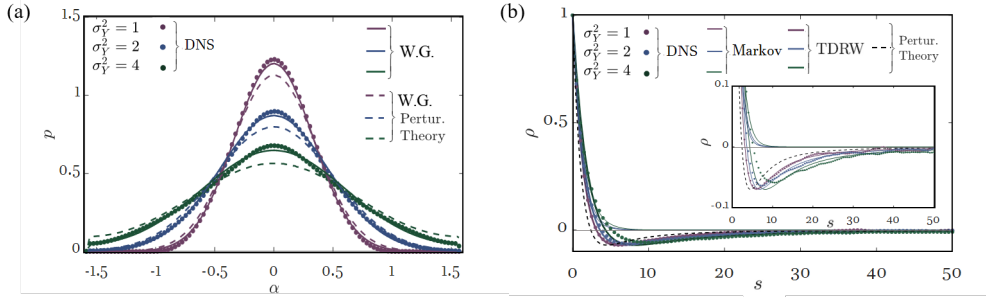 (a)
1.5
1
0.5
0
p
-1.5
-1
-0.5
0
0.5
1
1.5
α
σ_Y^2 = 1
σ_Y^2 = 2
σ_Y^2 = 4
DNS
W.G.
W.G.
Pertur.
Theory
(b)
1
0
ρ
0
10
20
30
40
50
s
σ_Y^2 = 1
σ_Y^2 = 2
σ_Y^2 = 4
DNS
Markov
TDRW
Pertur.
Theory
0.1
0
-0.1
ρ
0
10
20
30
40
50
s